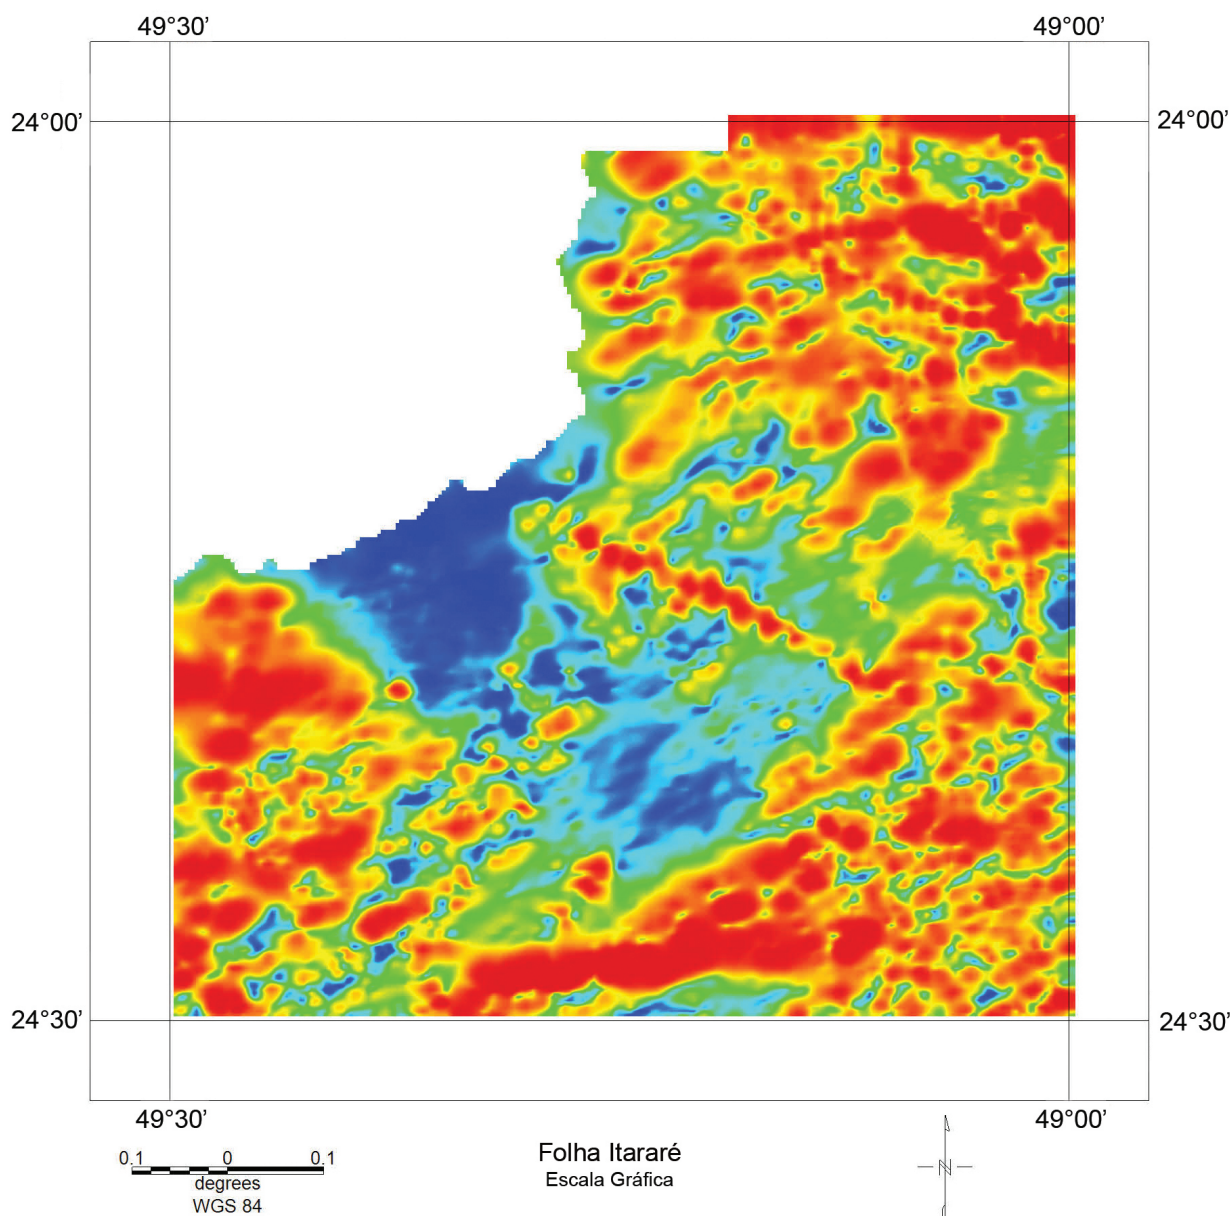 49°30’ 49°00’
24°00’ 24°00’
24°30’ 24°30’
49°30’ 49°00’
0.1 0 0.1
degrees
WGS 84
Folha Itararé
Escala Gráfica
N